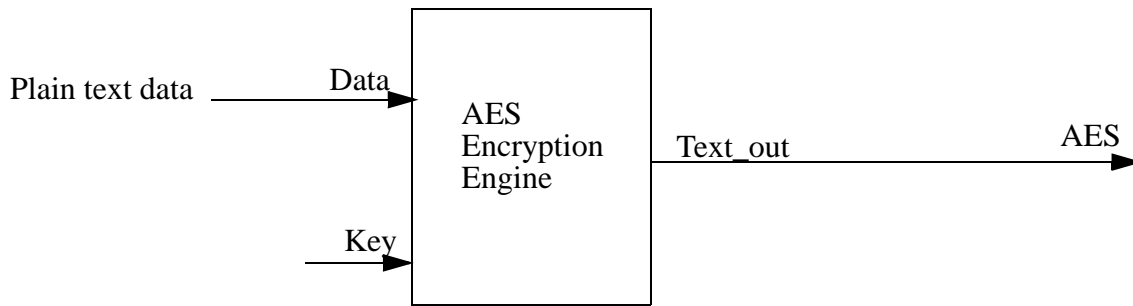 Plain text data
Data
AES
Encryption
Engine
Text_out
AES
Key